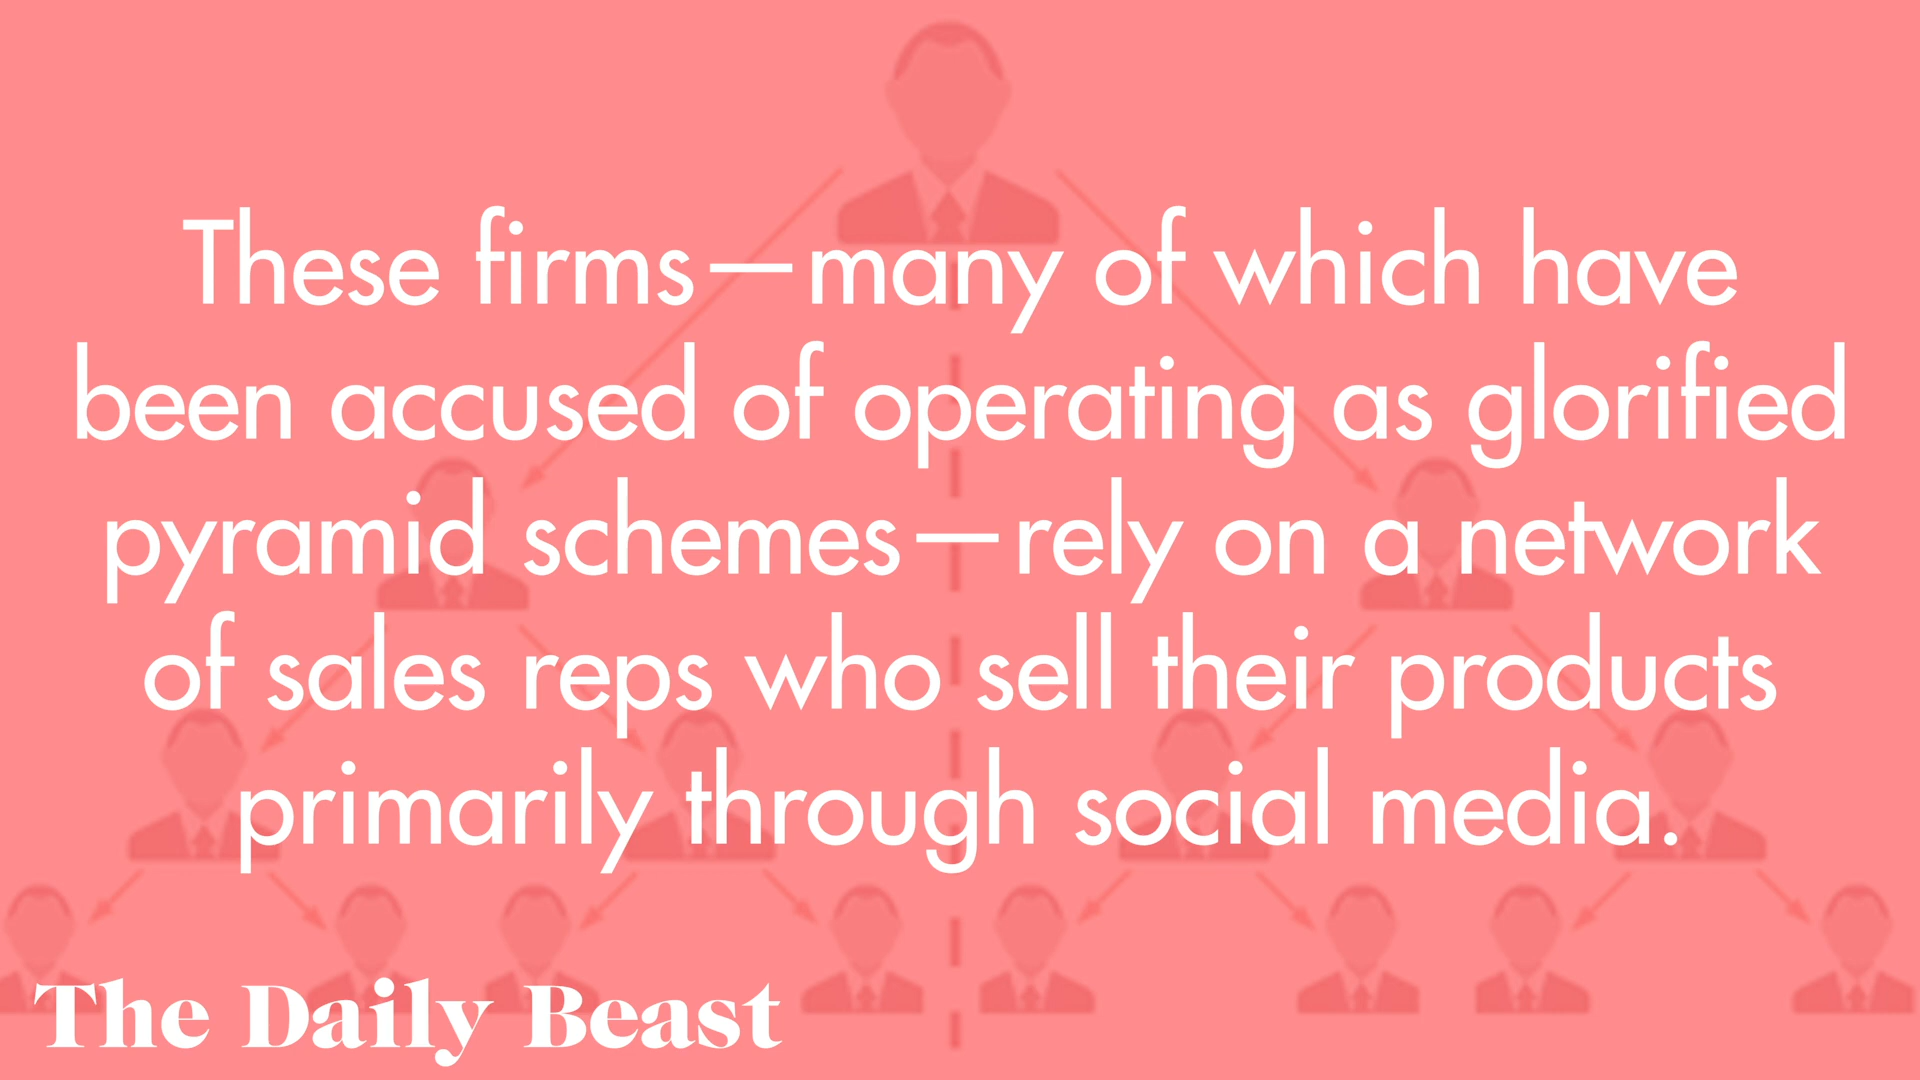 These firms—many of which have
been accused of operating as glorified
pyramid schemes—rely on a network
of sales reps who sell their products
primarily through social media.
The Daily Beast